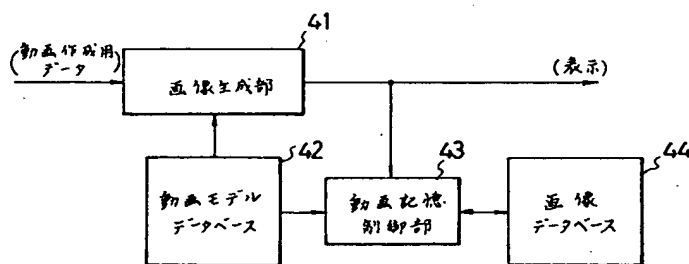 41
(動画作成用
データ)
画像生成部
(表示)
42
動画モデル
データベース
43
動画記憶
制御部
44
画像
データベース